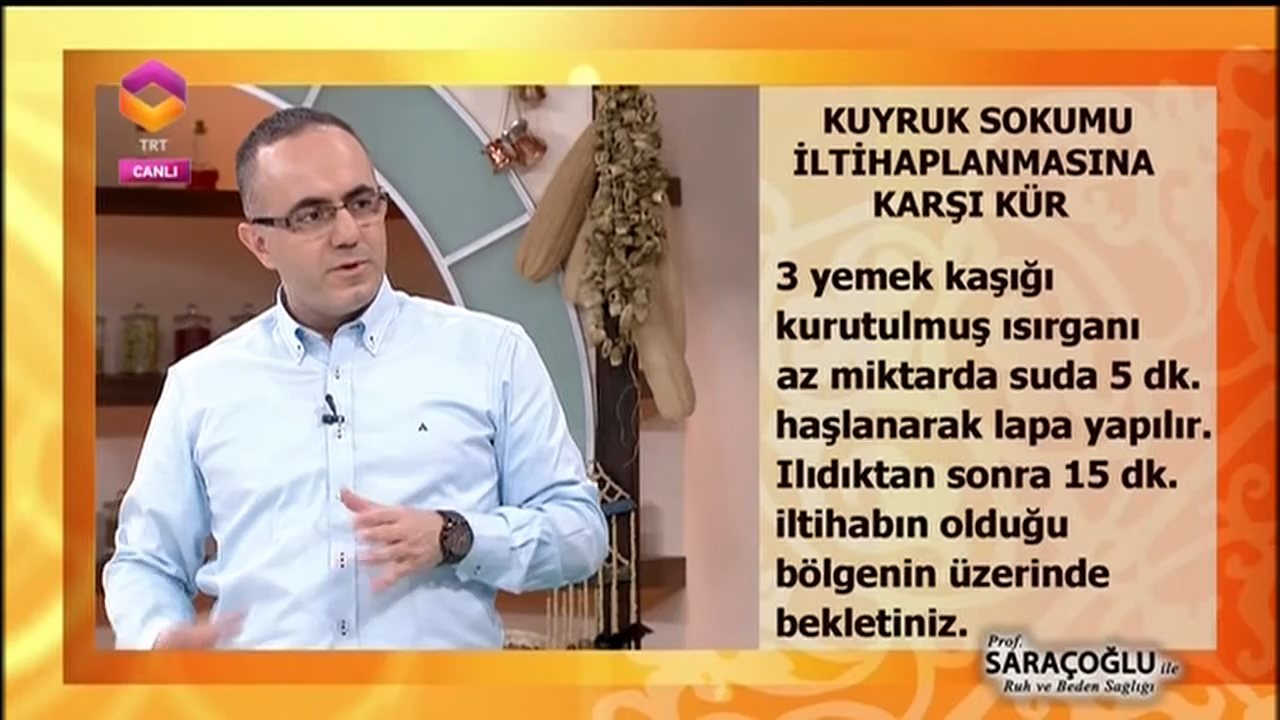 TRT
CANLI
KUYRUK SOKUMU
İLTİHAPLANMASINA
KARŞI KÜR
3 yemek kaşığı
kurutulmuş ısırganı
az miktarda suda 5 dk.
haşlanarak lapa yapılır.
Ilıdıktan sonra 15 dk.
iltihabın olduğu
bölgenin üzerinde
bekletiniz.
Prof.
SARAÇOĞLU ile
Ruh ve Beden Sağlığı